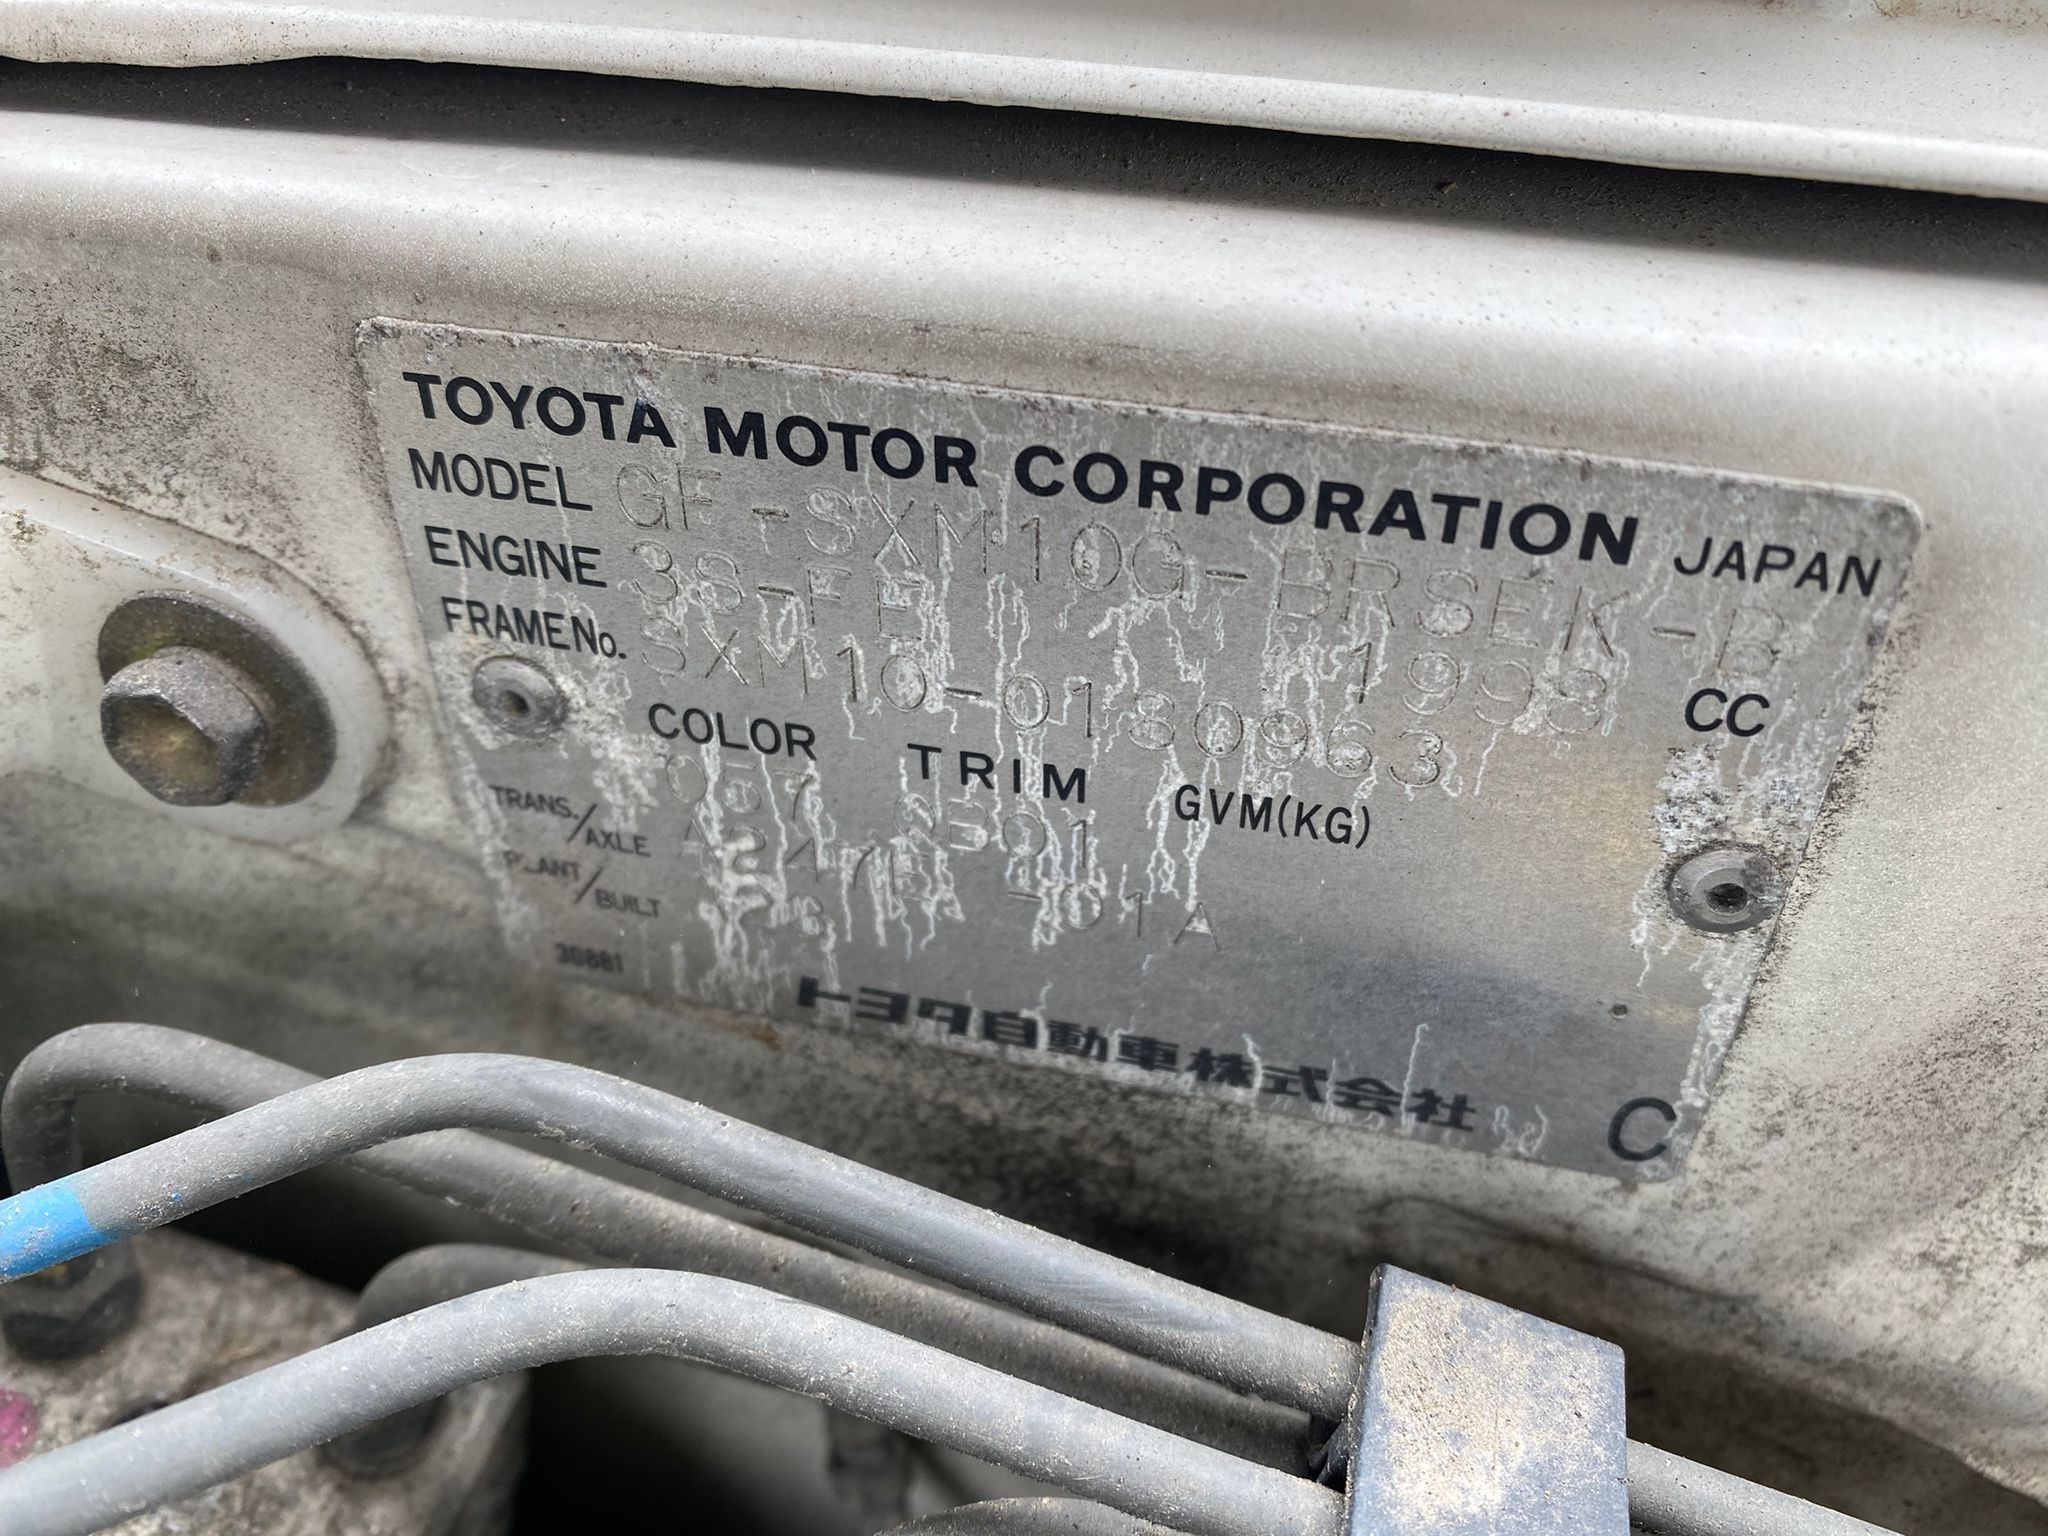 TOYOTA MOTOR CORPORATION JAPAN
MODEL GF-SXM10G-BRSEK-B
ENGINE 3S-FE 1998 CC
FRAME No. SXM10-0180963
COLOR TRIM GVM(KG)
057
TRANS./AXLE
PLANT/BUILT
30881
トヨタ自動車株式会社 C